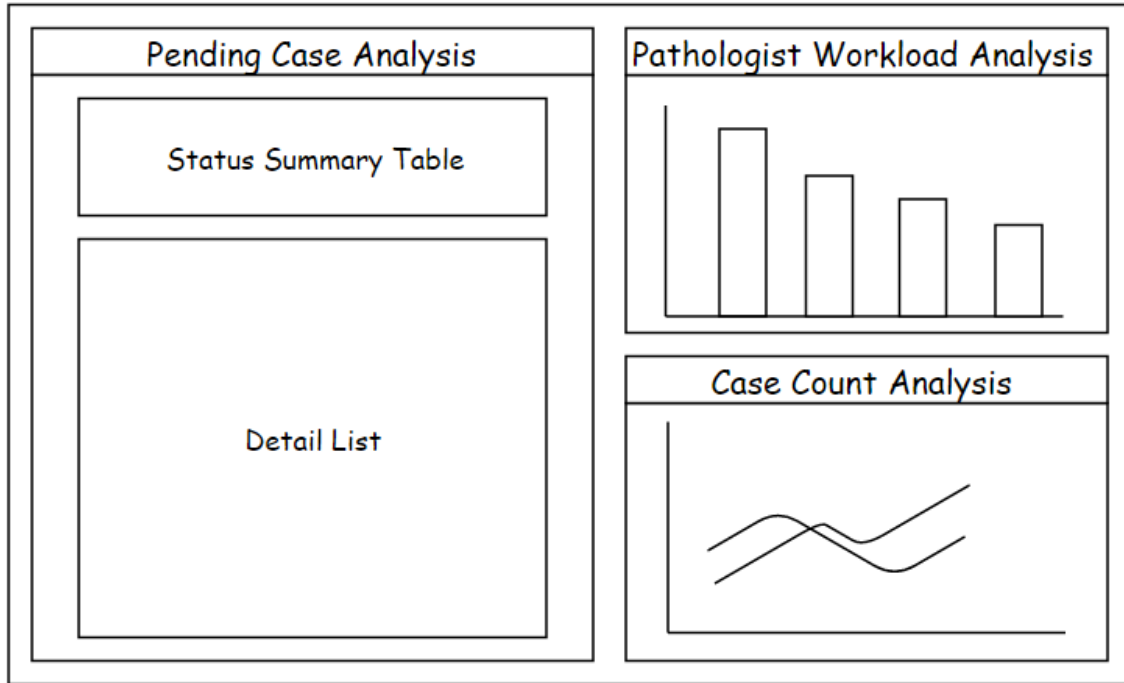 Pending Case Analysis
Status Summary Table
Detail List
Pathologist Workload Analysis
Case Count Analysis